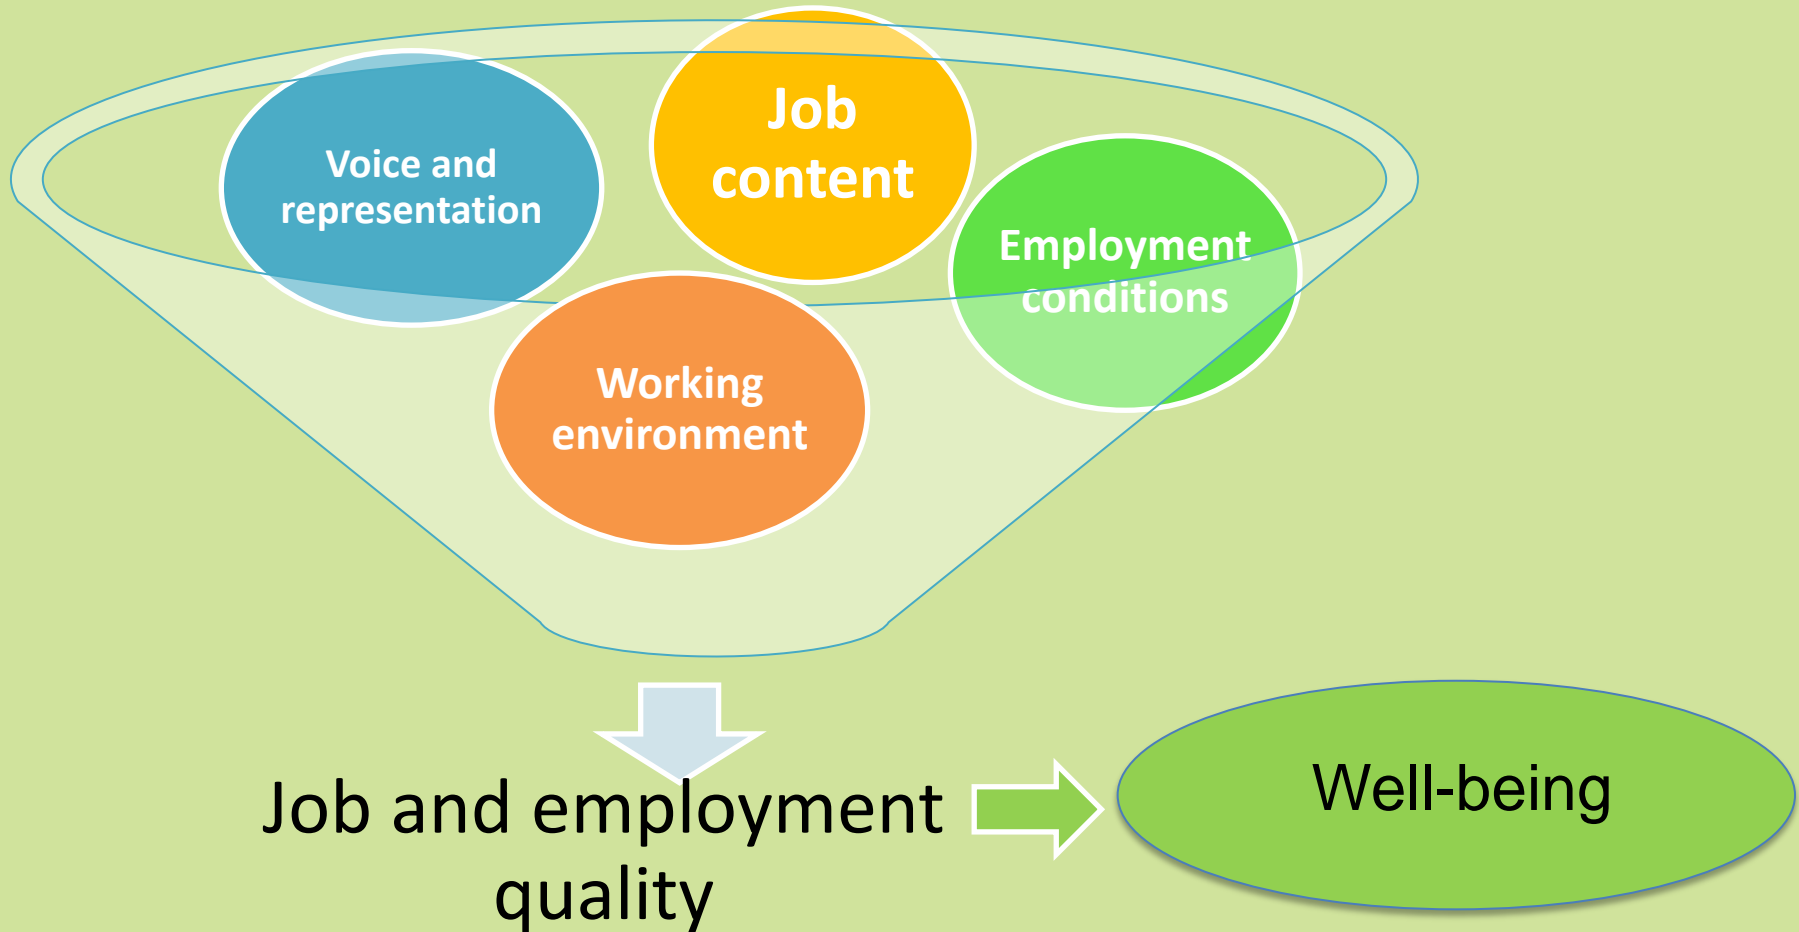 Voice and
representation
Job
content
Employment
conditions
Working
environment
Job and employment
quality
Well-being